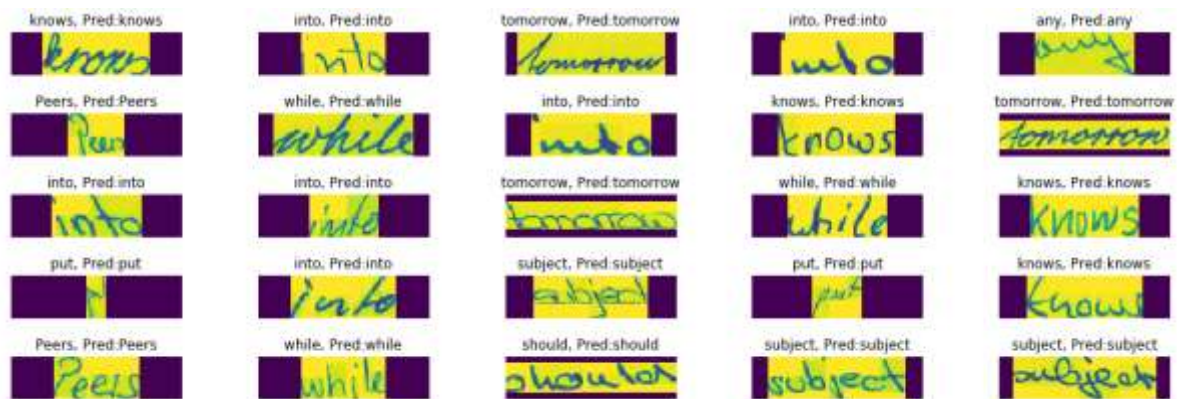 knows, Pred:knows into, Pred:into tomorrow, Pred:tomorrow into, Pred:into any, Pred:any
knows into tomorrow into any
Peers, Pred:Peers while, Pred:while into, Pred:into knows, Pred:knows tomorrow, Pred:tomorrow
Peers while into knows tomorrow
into, Pred:into into, Pred:into tomorrow, Pred:tomorrow while, Pred:while knows, Pred:knows
into into tomorrow while knows
put, Pred:put into, Pred:into subject, Pred:subject put, Pred:put knows, Pred:knows
into subject put knows
Peers, Pred:Peers while, Pred:while should, Pred:should subject, Pred:subject subject, Pred:subject
Peers while should subject subject